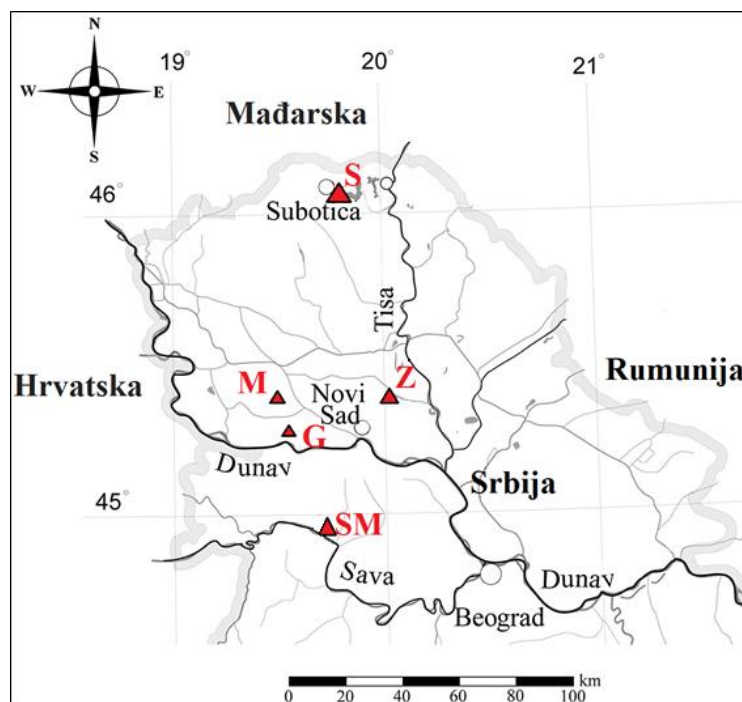 N
W E
S
19° 20° 21°
Mađarska
S
46
Subotica
Tisa
Hrvatska
M
Novi
Sad
Z
Rumunija
G
Dunav
Srbija
45
SM
Sava
Dunav
Beograd
km
0 20 40 60 80 100